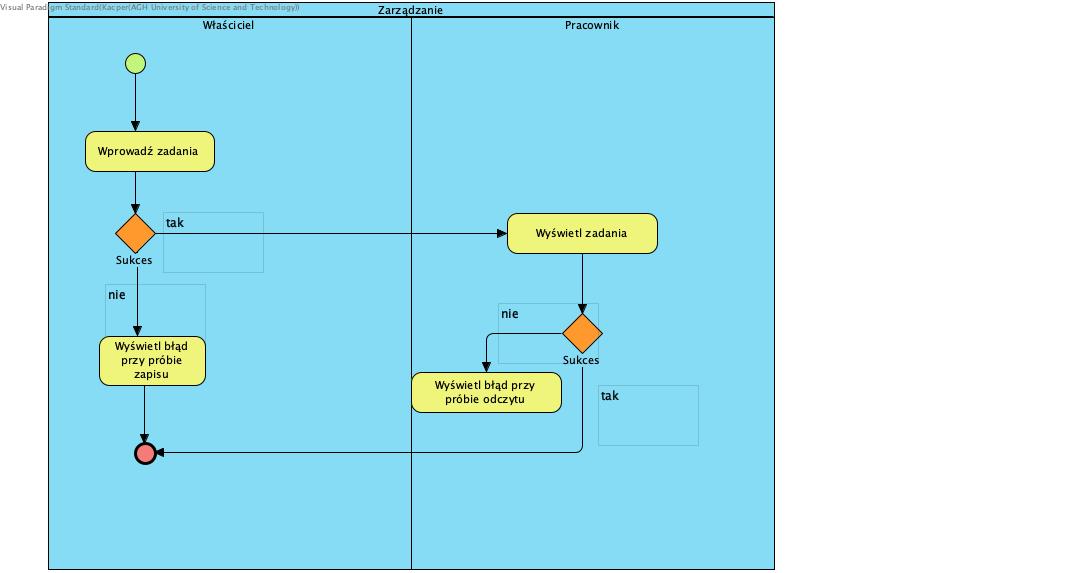 Visual Paradigm Standard(Kacper(AGH University of Science and Technology))
Zarządzanie
Właściciel
Pracownik
Wprowadź zadania
tak
Wyświetl zadania
Sukces
nie
nie
Wyświetl błąd
przy próbie
zapisu
Sukces
Wyświetl błąd przy
próbie odczytu
tak